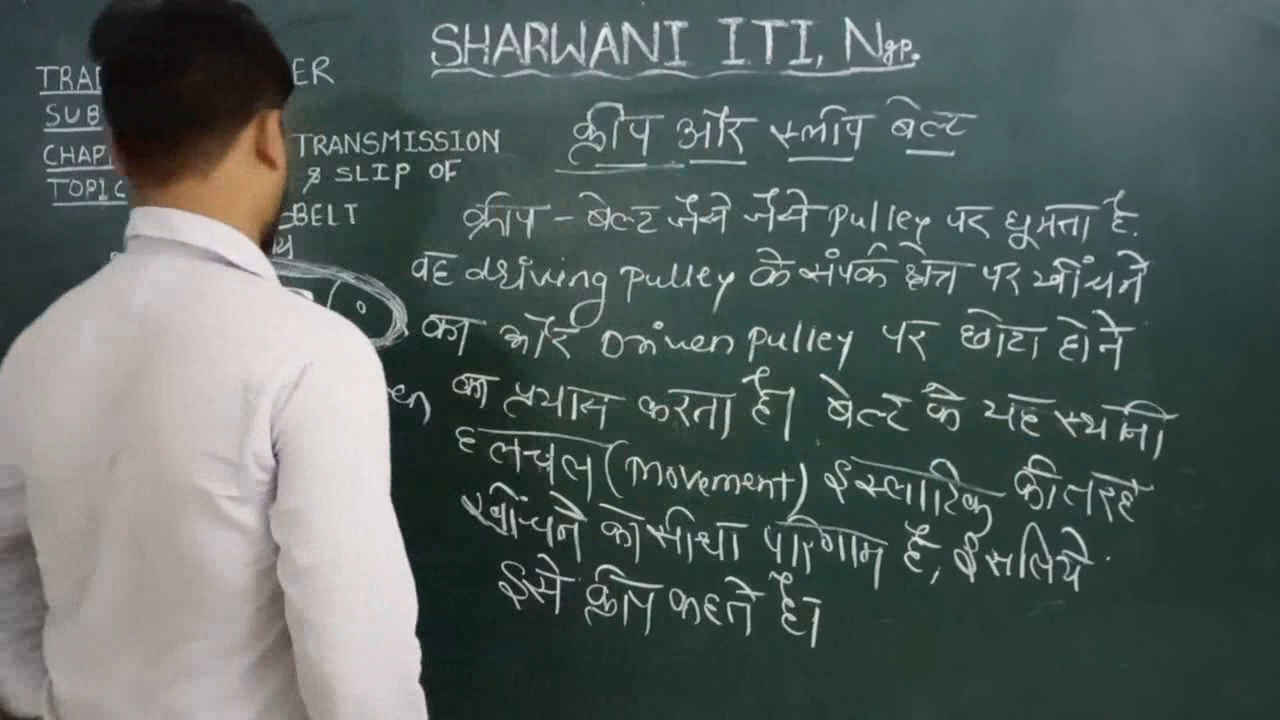 SHARWANI ITI, Ngp.
TRA ER
SUB
CHAP TRANSMISSION
TOPIC & SLIP OF
BELT
क्रीप और स्लीप बेल्ट
क्रीप - बेल्ट जैसे जैसे pulley पर घूमता है.
वह driving pulley के संपर्क क्षेत्र पर खींचने
का और Driven pulley पर छोटा होने
का प्रयास करता है। बेल्ट के यह स्थानी
हलचल (movement) इस्लास्टिक की तरह
खींचने का सीधा परिणाम है, इसलिये
इसे क्रीप कहते है।